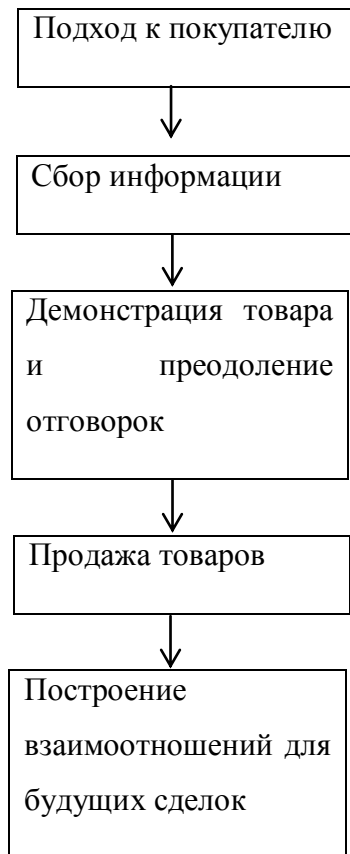 Подход к покупателю
Сбор информации
Демонстрация товара
и преодоление
отговорок
Продажа товаров
Построение
взаимоотношений для
будущих сделок